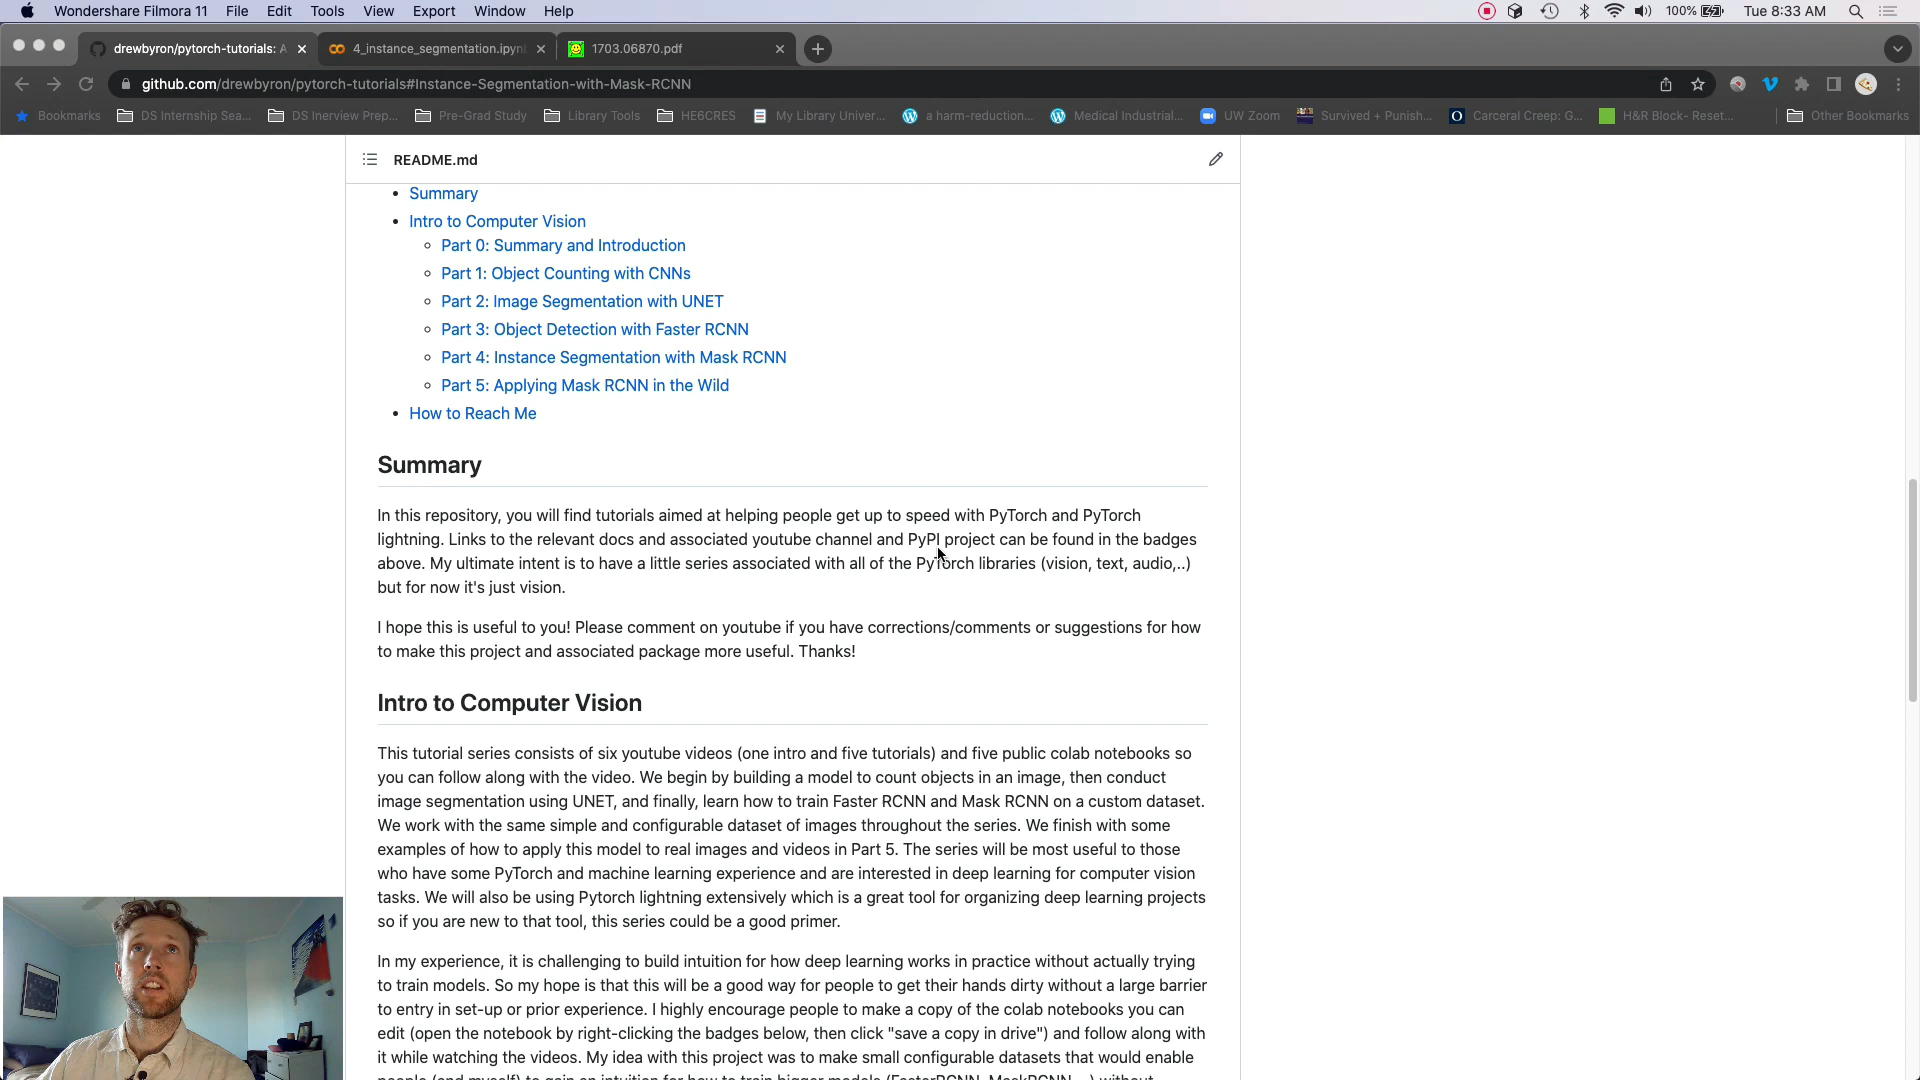 Wondershare Filmora 11 File Edit Tools View Export Window Help 100% Tue 8:33 AM
drewbyron/pytorch-tutorials: A 4_instance_segmentation.ipyn 1703.06870.pdf
github.com/drewbyron/pytorch-tutorials#Instance-Segmentation-with-Mask-RCNN
Bookmarks DS Internship Sea... DS Inerview Prep... Pre-Grad Study Library Tools HE6CRES My Library Univer... a harm-reduction... Medical Industrial... UW Zoom Survived + Punish... Carceral Creep: G... H&R Block- Reset... Other Bookmarks
README.md
Summary
Intro to Computer Vision
Part 0: Summary and Introduction
Part 1: Object Counting with CNNs
Part 2: Image Segmentation with UNET
Part 3: Object Detection with Faster RCNN
Part 4: Instance Segmentation with Mask RCNN
Part 5: Applying Mask RCNN in the Wild
How to Reach Me
Summary
In this repository, you will find tutorials aimed at helping people get up to speed with PyTorch and PyTorch
lightning. Links to the relevant docs and associated youtube channel and PyPI project can be found in the badges
above. My ultimate intent is to have a little series associated with all of the PyTorch libraries (vision, text, audio,..)
but for now it's just vision.
I hope this is useful to you! Please comment on youtube if you have corrections/comments or suggestions for how
to make this project and associated package more useful. Thanks!
Intro to Computer Vision
This tutorial series consists of six youtube videos (one intro and five tutorials) and five public colab notebooks so
you can follow along with the video. We begin by building a model to count objects in an image, then conduct
image segmentation using UNET, and finally, learn how to train Faster RCNN and Mask RCNN on a custom dataset.
We work with the same simple and configurable dataset of images throughout the series. We finish with some
examples of how to apply this model to real images and videos in Part 5. The series will be most useful to those
who have some PyTorch and machine learning experience and are interested in deep learning for computer vision
tasks. We will also be using Pytorch lightning extensively which is a great tool for organizing deep learning projects
so if you are new to that tool, this series could be a good primer.
In my experience, it is challenging to build intuition for how deep learning works in practice without actually trying
to train models. So my hope is that this will be a good way for people to get their hands dirty without a large barrier
to entry in set-up or prior experience. I highly encourage people to make a copy of the colab notebooks you can
edit (open the notebook by right-clicking the badges below, then click "save a copy in drive") and follow along with
it while watching the videos. My idea with this project was to make small configurable datasets that would enable
people (and myself) to gain an intuition for how to train bigger models (FasterRCNN, MaskRCNN,..) without